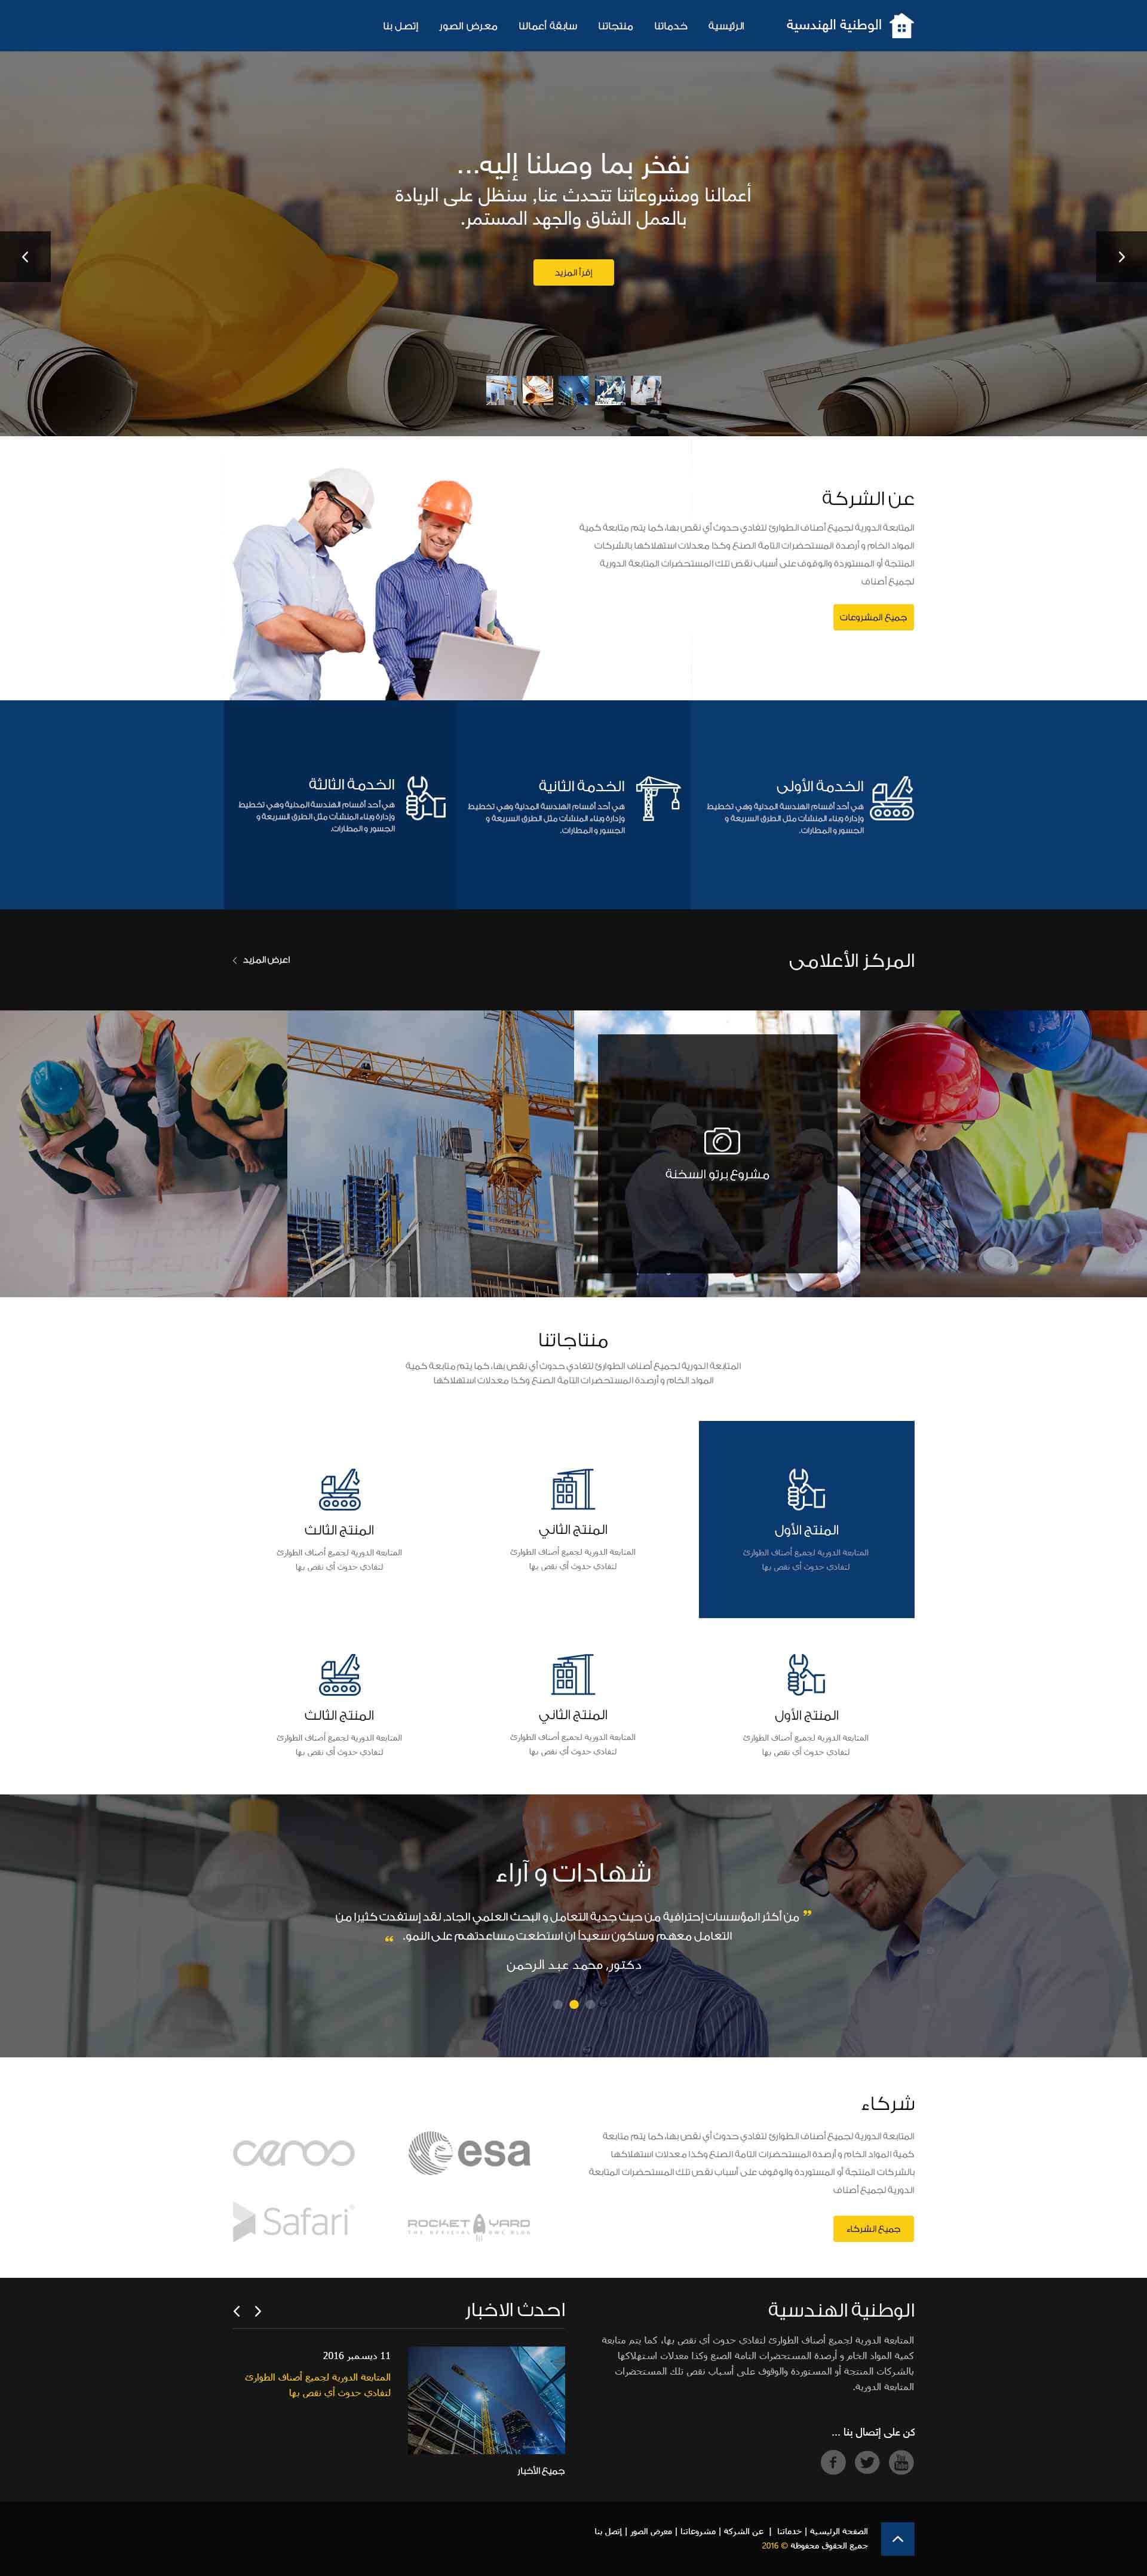 الوطنية الهندسية
الرئيسية
خدماتنا
منتجاتنا
سابقة أعمالنا
معرض الصور
إتصل بنا
نفخر بما وصلنا إليه...
أعمالنا ومشروعاتنا تتحدث عنا, سنظل على الريادة
بالعمل الشاق والجهد المستمر.
إقرأ المزيد
عن الشركة
المتابعة الدورية لجميع أصناف الطوارئ لتفادي حدوث أي نقص بها، كما يتم متابعة كمية
المواد الخام و أرصدة المستحضرات التامة الصنع وكذا معدلات استهلاكها بالشركات
المنتجة أو المستوردة والوقوف على أسباب نقص تلك المستحضرات المتابعة الدورية
لجميع أصناف
جميع المشروعات
الخدمة الأولى
هي أحد أقسام الهندسة المدنية وهي تخطيط
وإدارة وبناء المنشآت مثل الطرق السريعة و
الجسور و المطارات.
الخدمة الثانية
هي أحد أقسام الهندسة المدنية وهي تخطيط
وإدارة وبناء المنشآت مثل الطرق السريعة و
الجسور و المطارات.
الخدمة الثالثة
هي أحد أقسام الهندسة المدنية وهي تخطيط
وإدارة وبناء المنشآت مثل الطرق السريعة و
الجسور و المطارات.
المركز الأعلامى
اعرض المزيد
مشروع برتو السخنة
منتاجاتنا
المتابعة الدورية لجميع أصناف الطوارئ لتفادي حدوث أي نقص بها، كما يتم متابعة كمية
المواد الخام و أرصدة المستحضرات التامة الصنع وكذا معدلات استهلاكها
المنتج الأول
المتابعة الدورية لجميع أصناف الطوارئ
لتفادي حدوث أي نقص بها
المنتج الثاني
المتابعة الدورية لجميع أصناف الطوارئ
لتفادي حدوث أي نقص بها
المنتج الثالث
المتابعة الدورية لجميع أصناف الطوارئ
لتفادي حدوث أي نقص بها
المنتج الأول
المتابعة الدورية لجميع أصناف الطوارئ
لتفادي حدوث أي نقص بها
المنتج الثاني
المتابعة الدورية لجميع أصناف الطوارئ
لتفادي حدوث أي نقص بها
المنتج الثالث
المتابعة الدورية لجميع أصناف الطوارئ
لتفادي حدوث أي نقص بها
شهادات و آراء
” من أكثر المؤسسات إحترافية من حيث جدية التعامل و البحث العلمي الجاد, لقد إستفدت كثيرا من
التعامل معهم وساكون سعيداً ان استطعت مساعدتهم على النمو. “
دكتور, محمد عبد الرحمن
شركاء
المتابعة الدورية لجميع أصناف الطوارئ لتفادي حدوث أي نقص بها، كما يتم متابعة
كمية المواد الخام و أرصدة المستحضرات التامة الصنع وكذا معدلات استهلاكها
بالشركات المنتجة أو المستوردة والوقوف على أسباب نقص تلك المستحضرات المتابعة
الدورية لجميع أصناف
جميع الشركاء
esa
ceros
ROCKET YARD
THE OFFICIAL OWC BLOG
Safari
الوطنية الهندسية
المتابعة الدورية لجميع أصناف الطوارئ لتفادي حدوث أي نقص بها، كما يتم متابعة
كمية المواد الخام و أرصدة المستحضرات التامة الصنع وكذا معدلات استهلاكها
بالشركات المنتجة أو المستوردة والوقوف على أسباب نقص تلك المستحضرات
المتابعة الدورية.
كن على إتصال بنا ...
You
Tube
احدث الاخبار
11 ديسمبر 2016
المتابعة الدورية لجميع أصناف الطوارئ
لتفادي حدوث أي نقص بها
جميع الأخبار
الصفحة الرئيسية | خدماتنا | عن الشركة | مشروعاتنا | معرض الصور | إتصل بنا
جميع الحقوق محفوظة © 2016